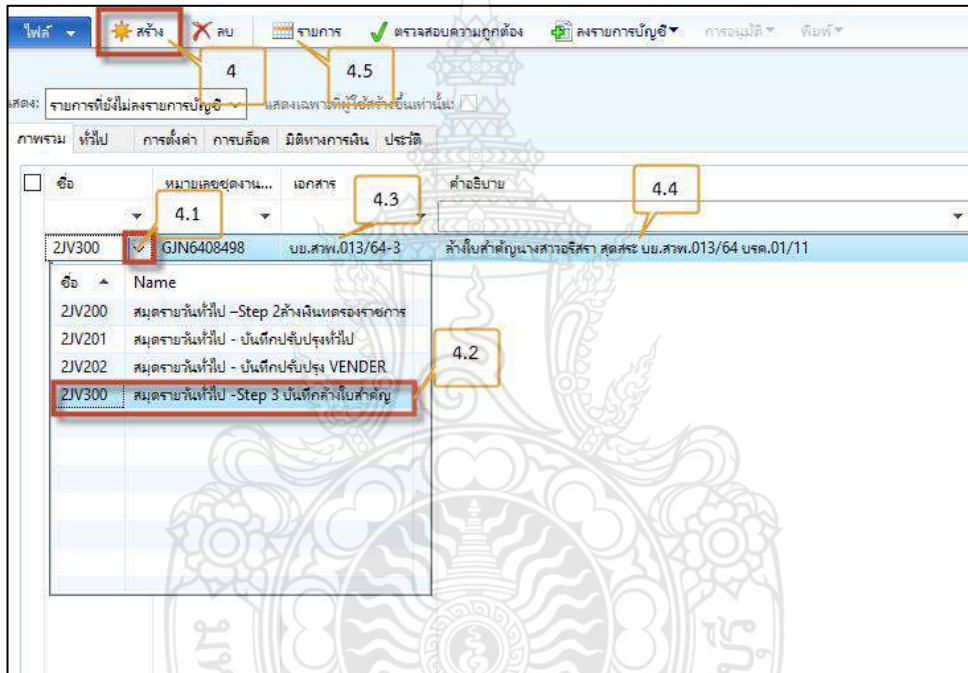 ไฟล์ สร้าง ลบ รายการ ตรวจสอบความถูกต้อง ลงรายการบัญชี การอนุมัติ พิมพ์
4 4.5
แสดง: รายการที่ยังไม่ลงรายการบัญชี แสดงเฉพาะที่ผู้ใช้สร้างขึ้นเท่านั้น:
ภาพรวม ทั่วไป การตั้งค่า การบล็อค มิติทางการเงิน ประวัติ
ชื่อ หมายเลขชุดงาน... เอกสาร คำอธิบาย
4.1 4.3 4.4
2JV300 GJN6408498 บย.สวพ.013/64-3 ล้างใบสำคัญนางสาวอริสรา สุดสระ บย.สวพ.013/64 บรด.01/11
ชื่อ Name
2JV200 สมุดรายวันทั่วไป –Step 2ล้างเงินทดรองราชการ
2JV201 สมุดรายวันทั่วไป - บันทึกปรับปรุงทั่วไป
2JV202 สมุดรายวันทั่วไป - บันทึกปรับปรุง VENDER
4.2
2JV300 สมุดรายวันทั่วไป -Step 3 บันทึกล้างใบสำคัญ